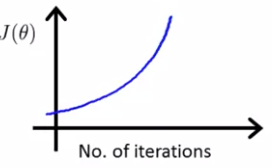 J(θ)
No. of iterations